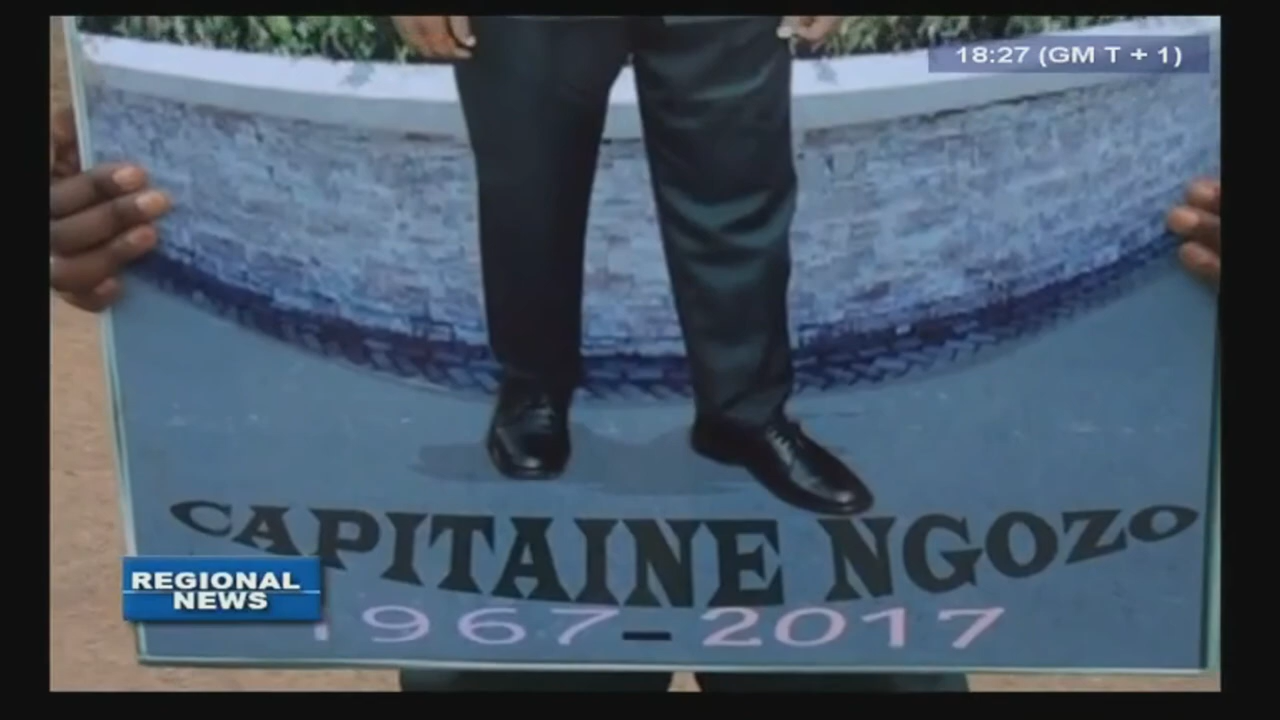 18:27 (GM T + 1)
CAPITAINE NGOZO
REGIONAL
NEWS
1967-2017